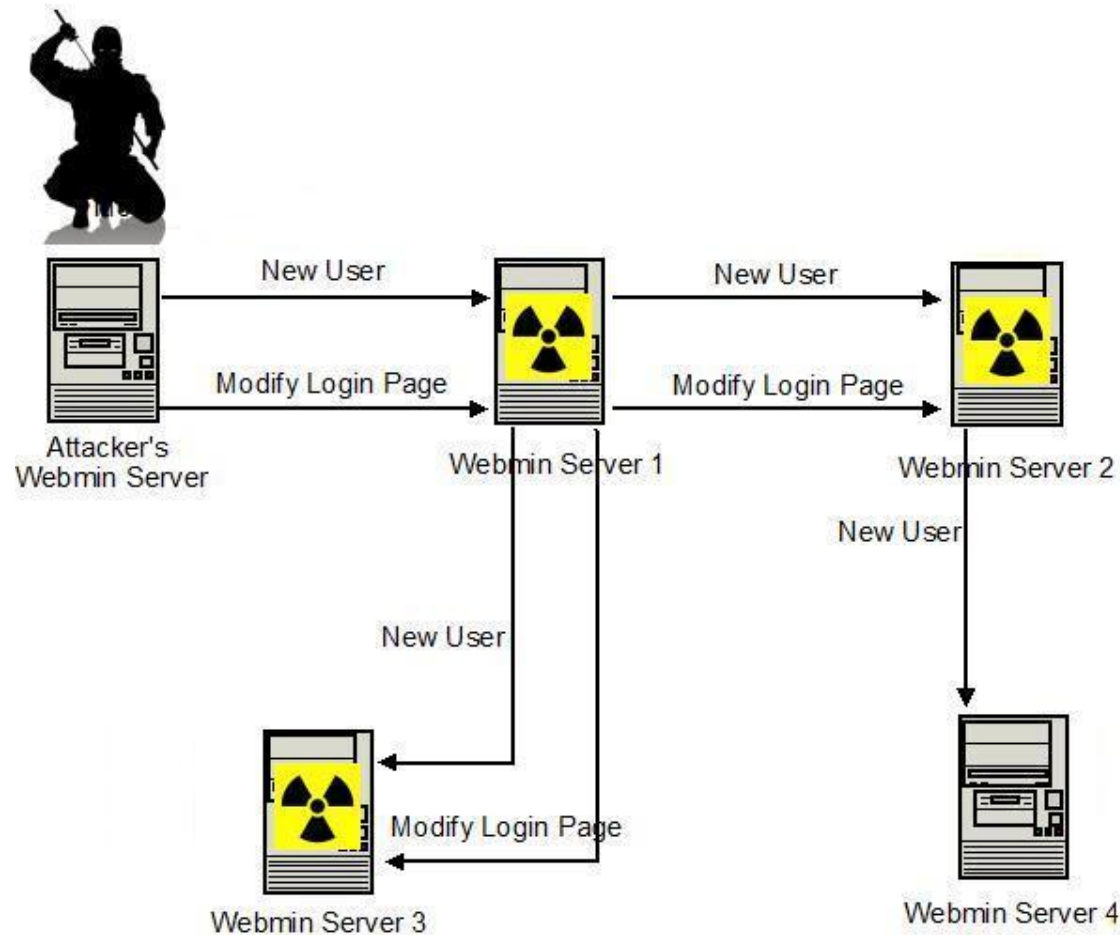 New User
New User
Modify Login Page
Modify Login Page
Attacker's
Webmin Server
Webmin Server 1
Webmin Server 2
New User
New User
Modify Login Page
Webmin Server 3
Webmin Server 4